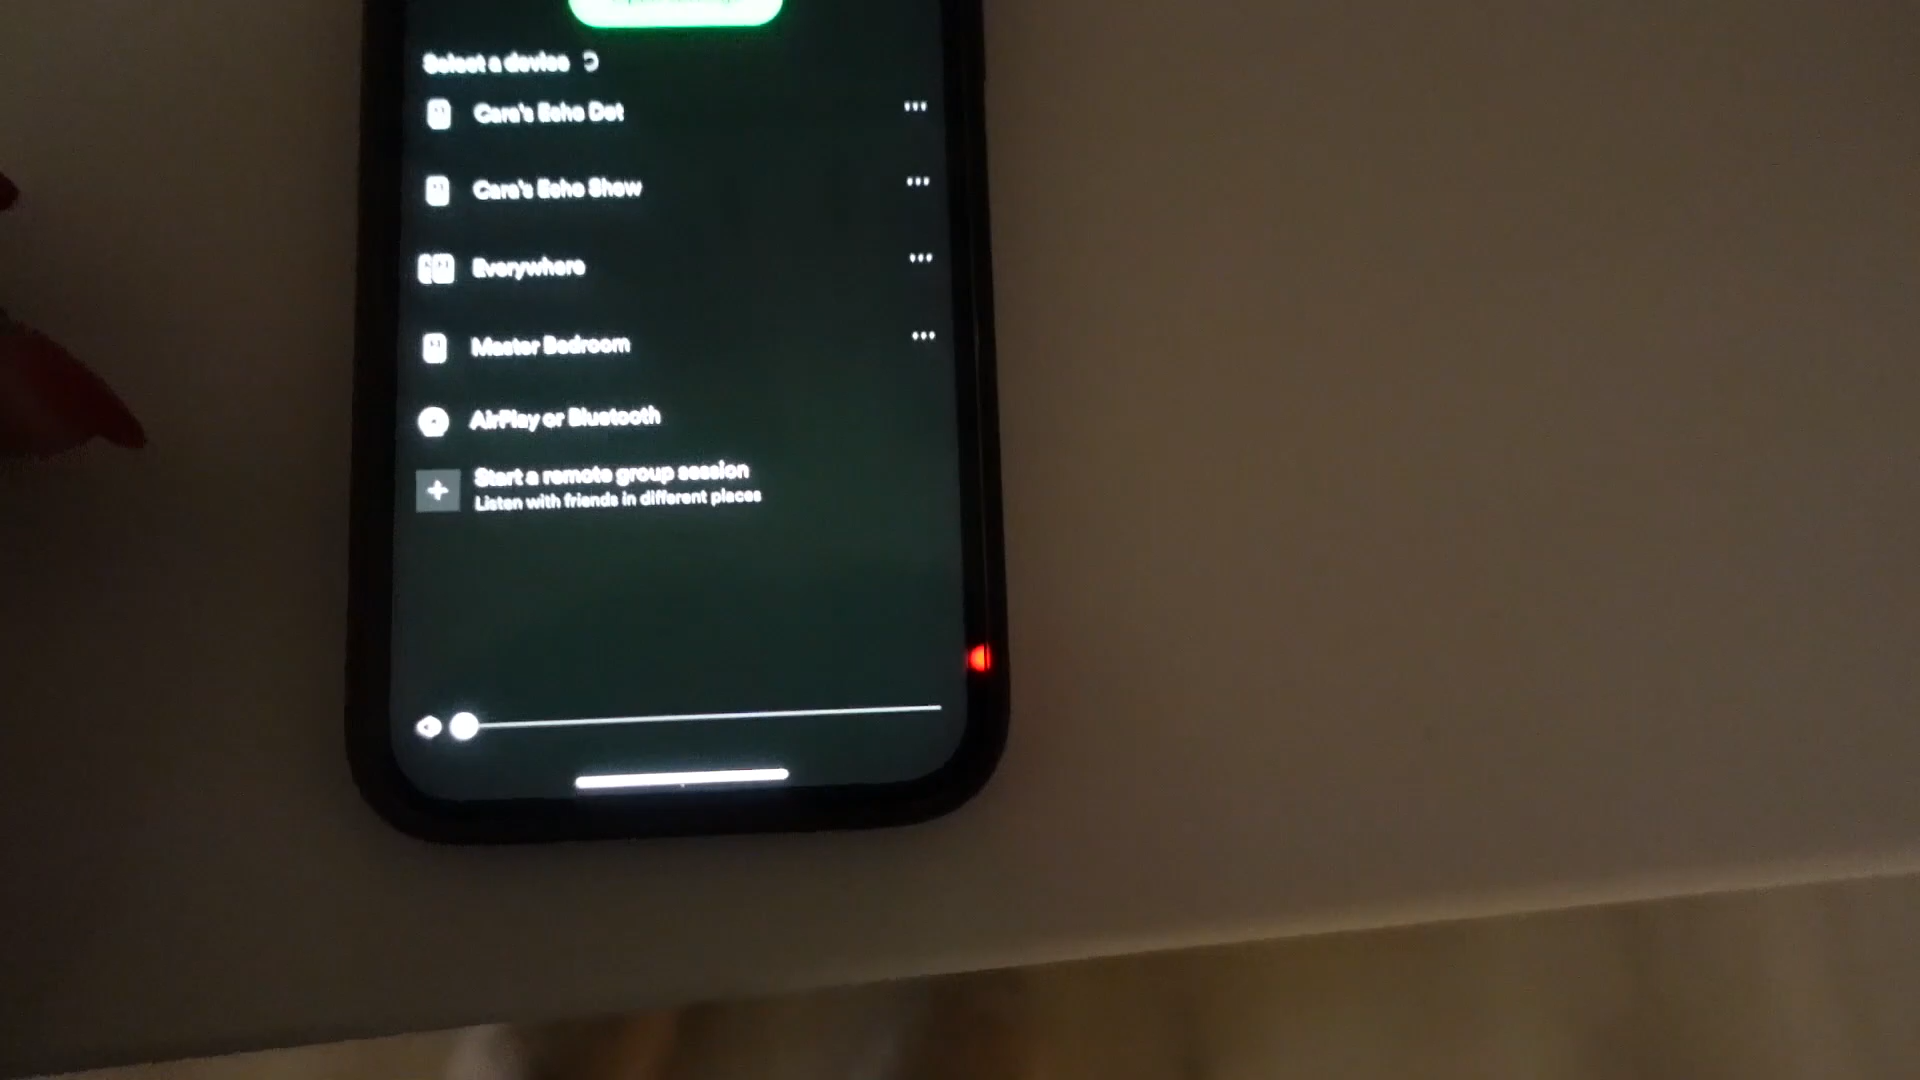 Select a device
Cara's Echo Dot
Cara's Echo Show
Everywhere
Master Bedroom
AirPlay or Bluetooth
Start a remote group session
Listen with friends in different places